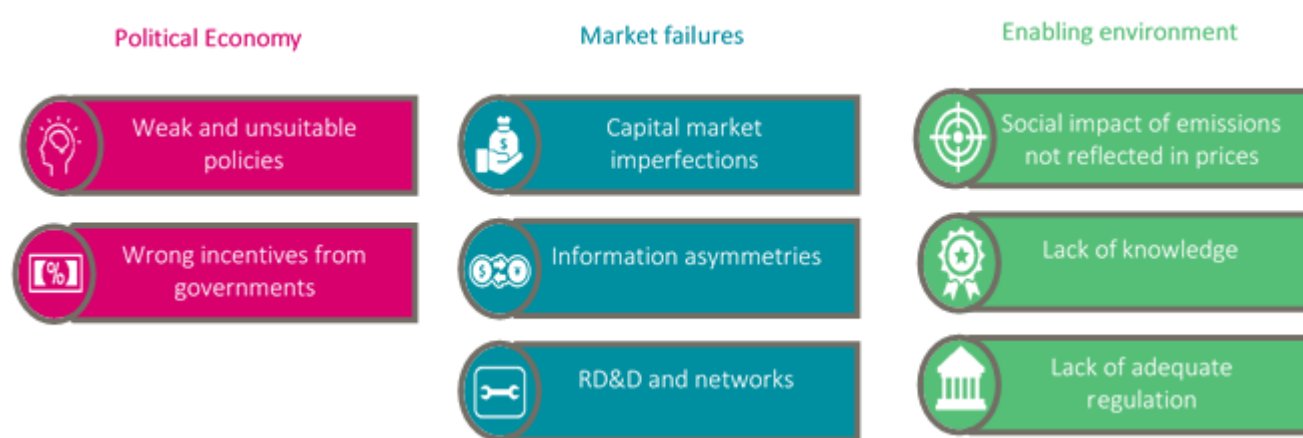 Political Economy
Weak and unsuitable
policies
Wrong incentives from
governments
Market failures
Capital market
imperfections
Information asymmetries
RD&D and networks
Enabling environment
Social impact of emissions
not reflected in prices
Lack of knowledge
Lack of adequate
regulation